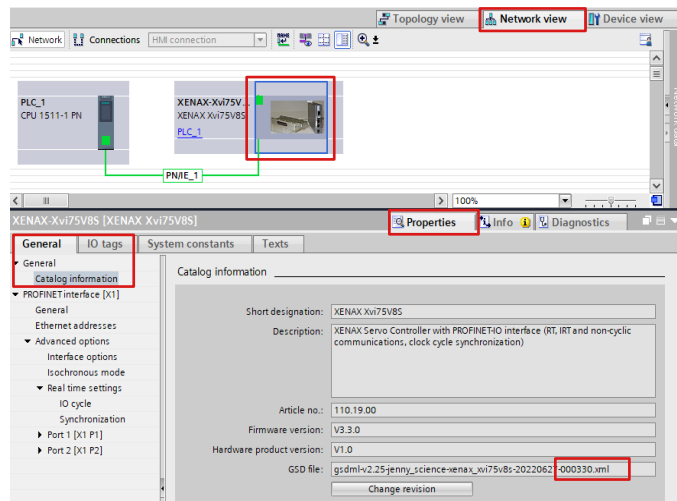 Topology view
Network view
Device view
Network
Connections
HMI connection
PLC_1
CPU 1511-1 PN
XENAX-Xvi75V...
XENAX Xvi75V8S
PLC_1
PN/IE_1
100%
XENAX-Xvi75V8S [XENAX Xvi75V8S]
Properties
Info
Diagnostics
General
IO tags
System constants
Texts
General
Catalog information
PROFINET interface [X1]
General
Ethernet addresses
Advanced options
Interface options
Isochronous mode
Real time settings
IO cycle
Synchronization
Port 1 [X1 P1]
Port 2 [X1 P2]
Catalog information
Short designation: XENAX Xvi75V8S
Description: XENAX Servo Controller with PROFINET-IO interface (RT, IRT and non-cyclic
communications, clock cycle synchronization)
Article no.: 110.19.00
Firmware version: V3.3.0
Hardware product version: V1.0
GSD file: gsdml-v2.25-jenny_science-xenax_xvi75v8s-20220627-000330.xml
Change revision